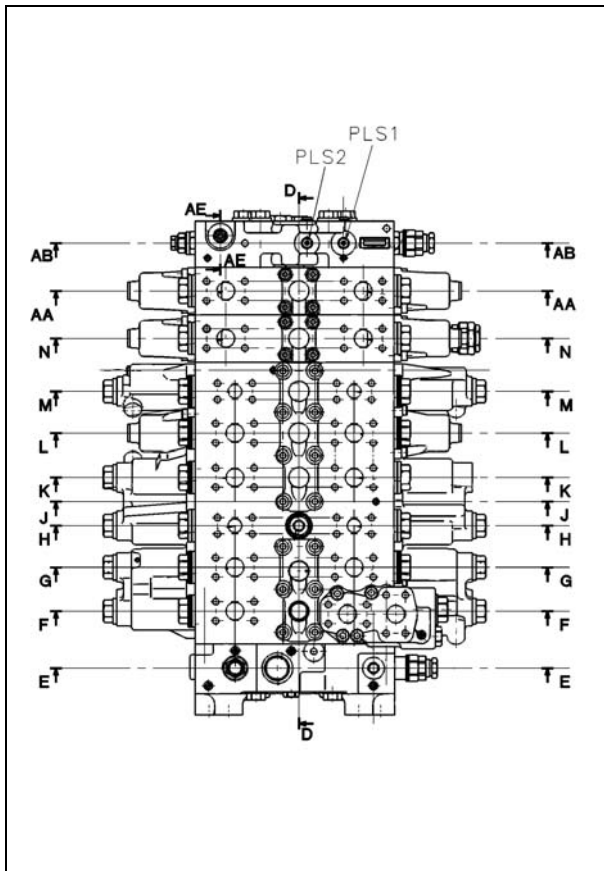 PLS1
PLS2
D
AE
AB AB
AE
AA AA
N N
M M
L L
K K
J J
H H
G G
F F
E E
D